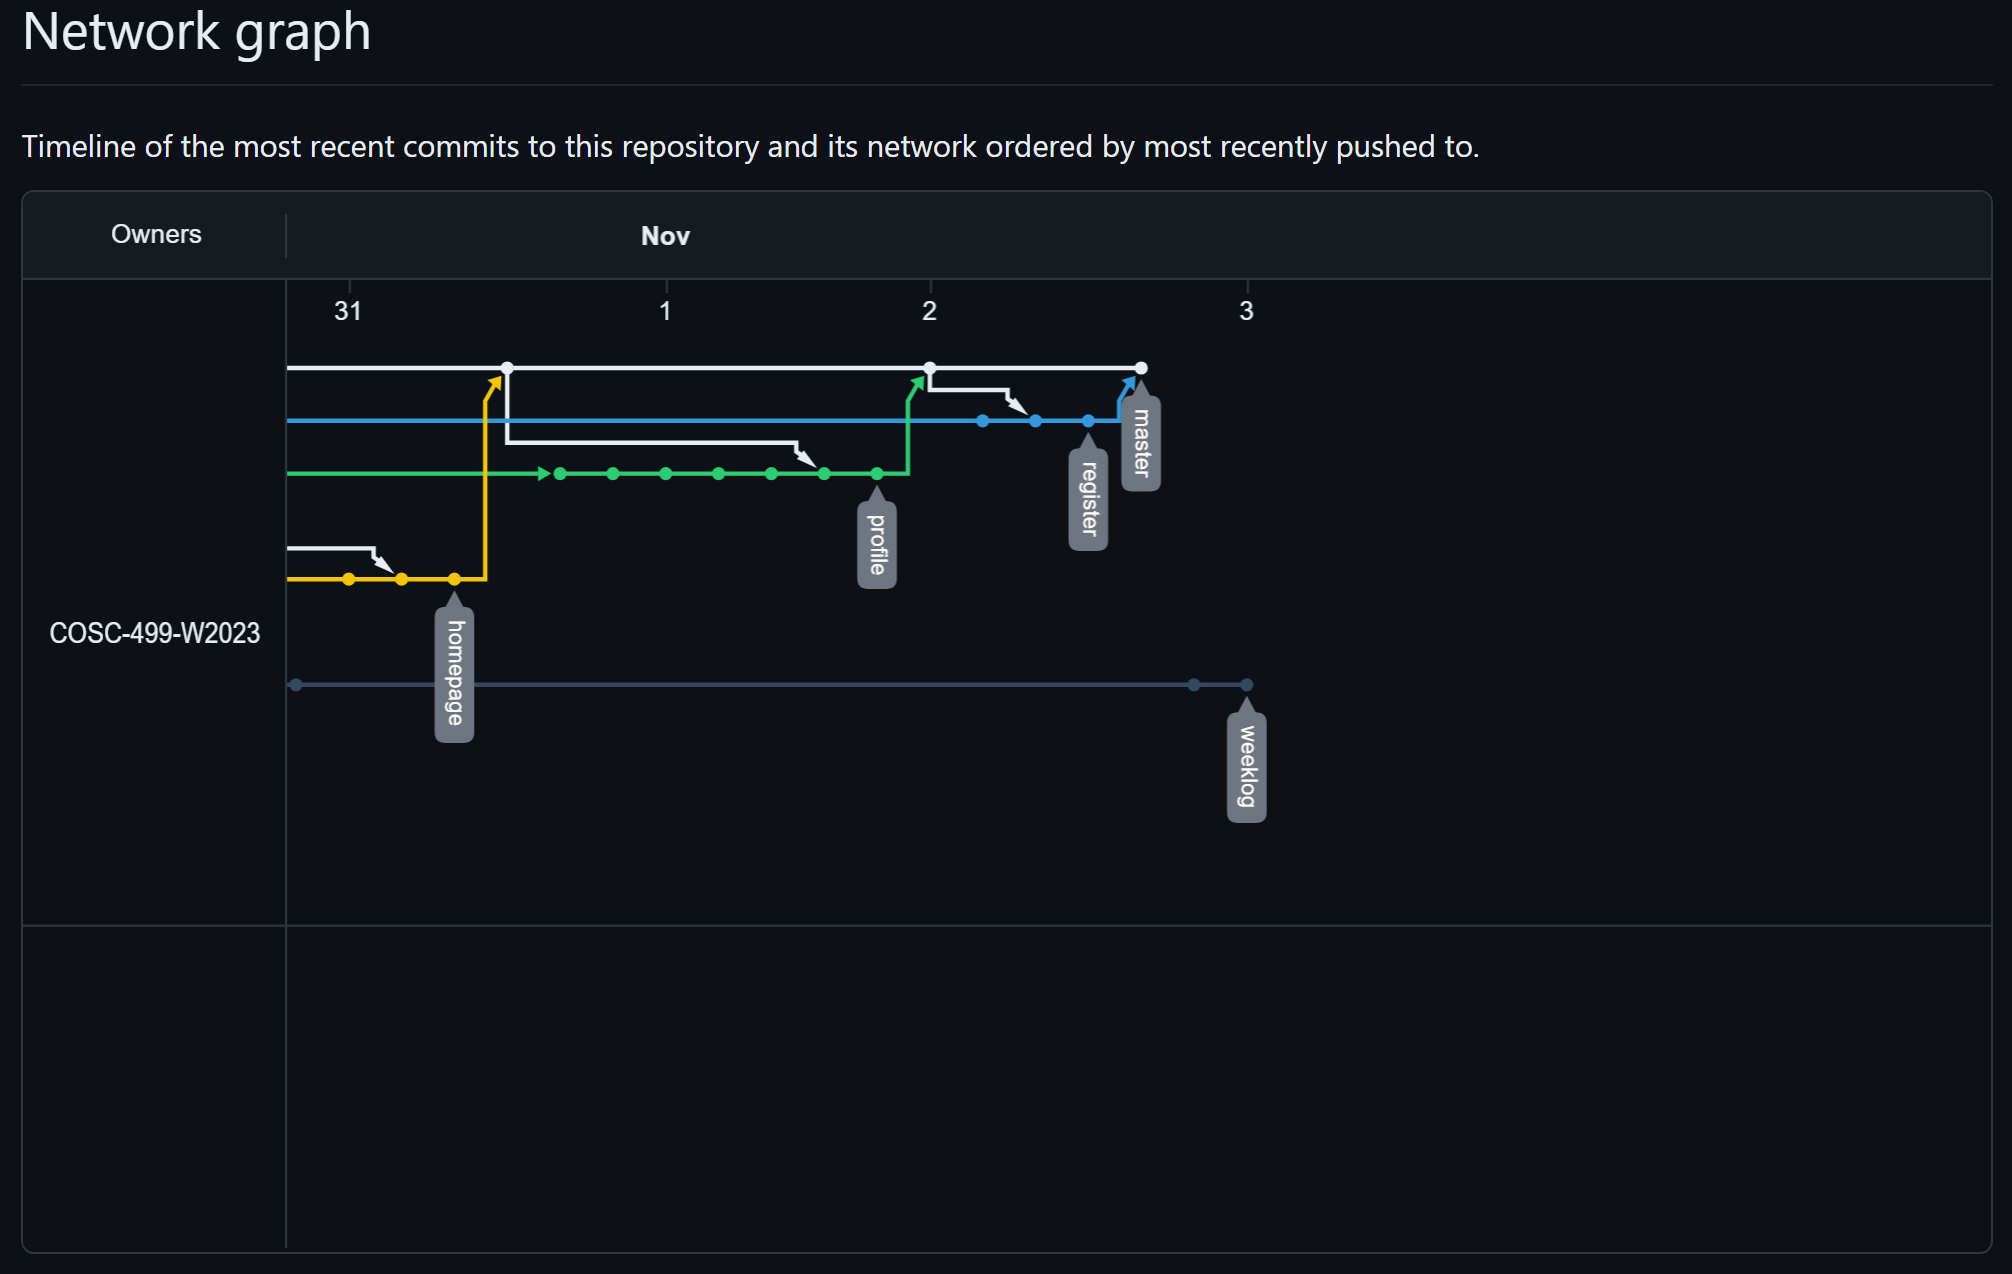 Network graph
Timeline of the most recent commits to this repository and its network ordered by most recently pushed to.
Owners
Nov
31
1
2
3
master
register
profile
homepage
COSC-499-W2023
weeklog